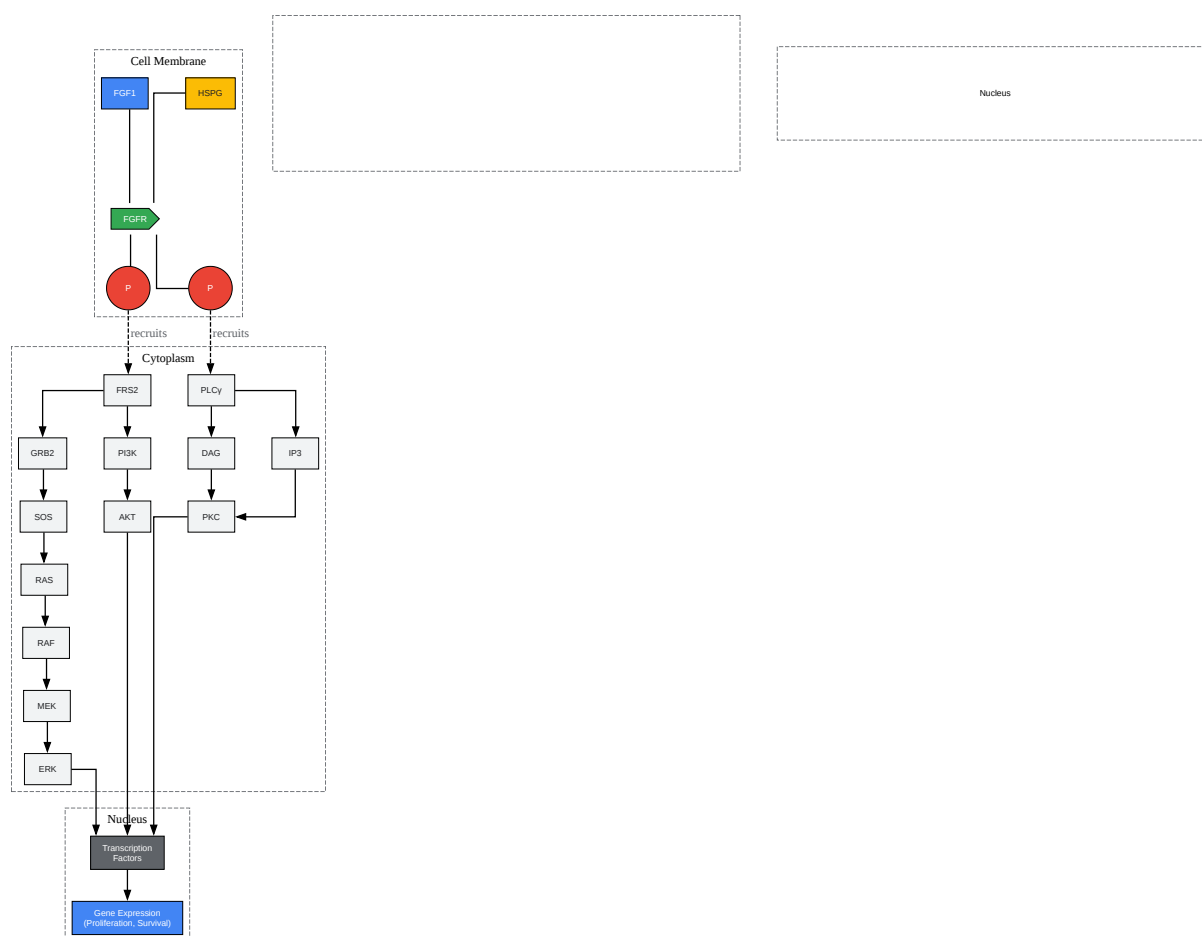 Cell Membrane
FGF1
HSPG
Nucleus
FGFR
P
P
recruits
recruits
Cytoplasm
FRS2
PLCγ
GRB2
PI3K
DAG
IP3
SOS
AKT
PKC
RAS
RAF
MEK
ERK
Nucleus
Transcription
Factors
Gene Expression
(Proliferation, Survival)